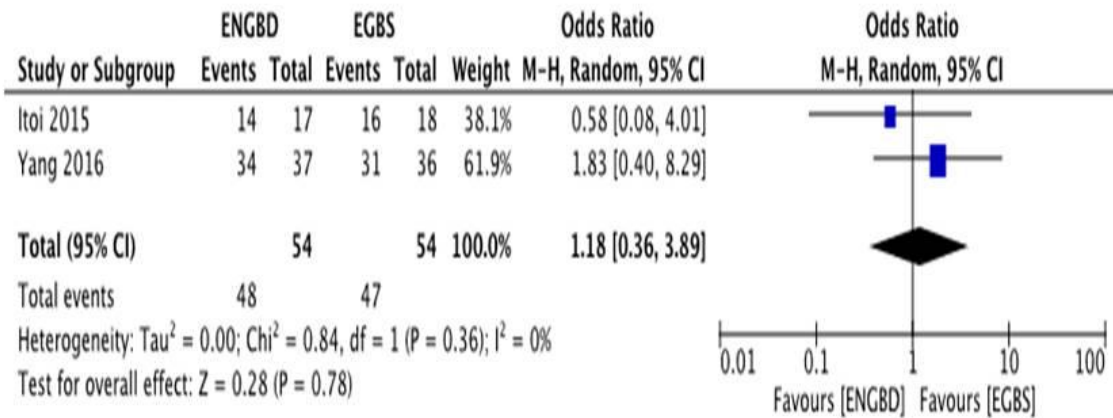 ENGBD EGBS Odds Ratio Odds Ratio
Study or Subgroup Events Total Events Total Weight M-H, Random, 95% CI M-H, Random, 95% CI
Itoi 2015 14 17 16 18 38.1% 0.58 [0.08, 4.01]
Yang 2016 34 37 31 36 61.9% 1.83 [0.40, 8.29]
Total (95% CI) 54 54 100.0% 1.18 [0.36, 3.89]
Total events 48 47
Heterogeneity: Tau² = 0.00; Chi² = 0.84, df = 1 (P = 0.36); I² = 0%
Test for overall effect: Z = 0.28 (P = 0.78)
0.01 0.1 1 10 100
Favours [ENGBD] Favours [EGBS]